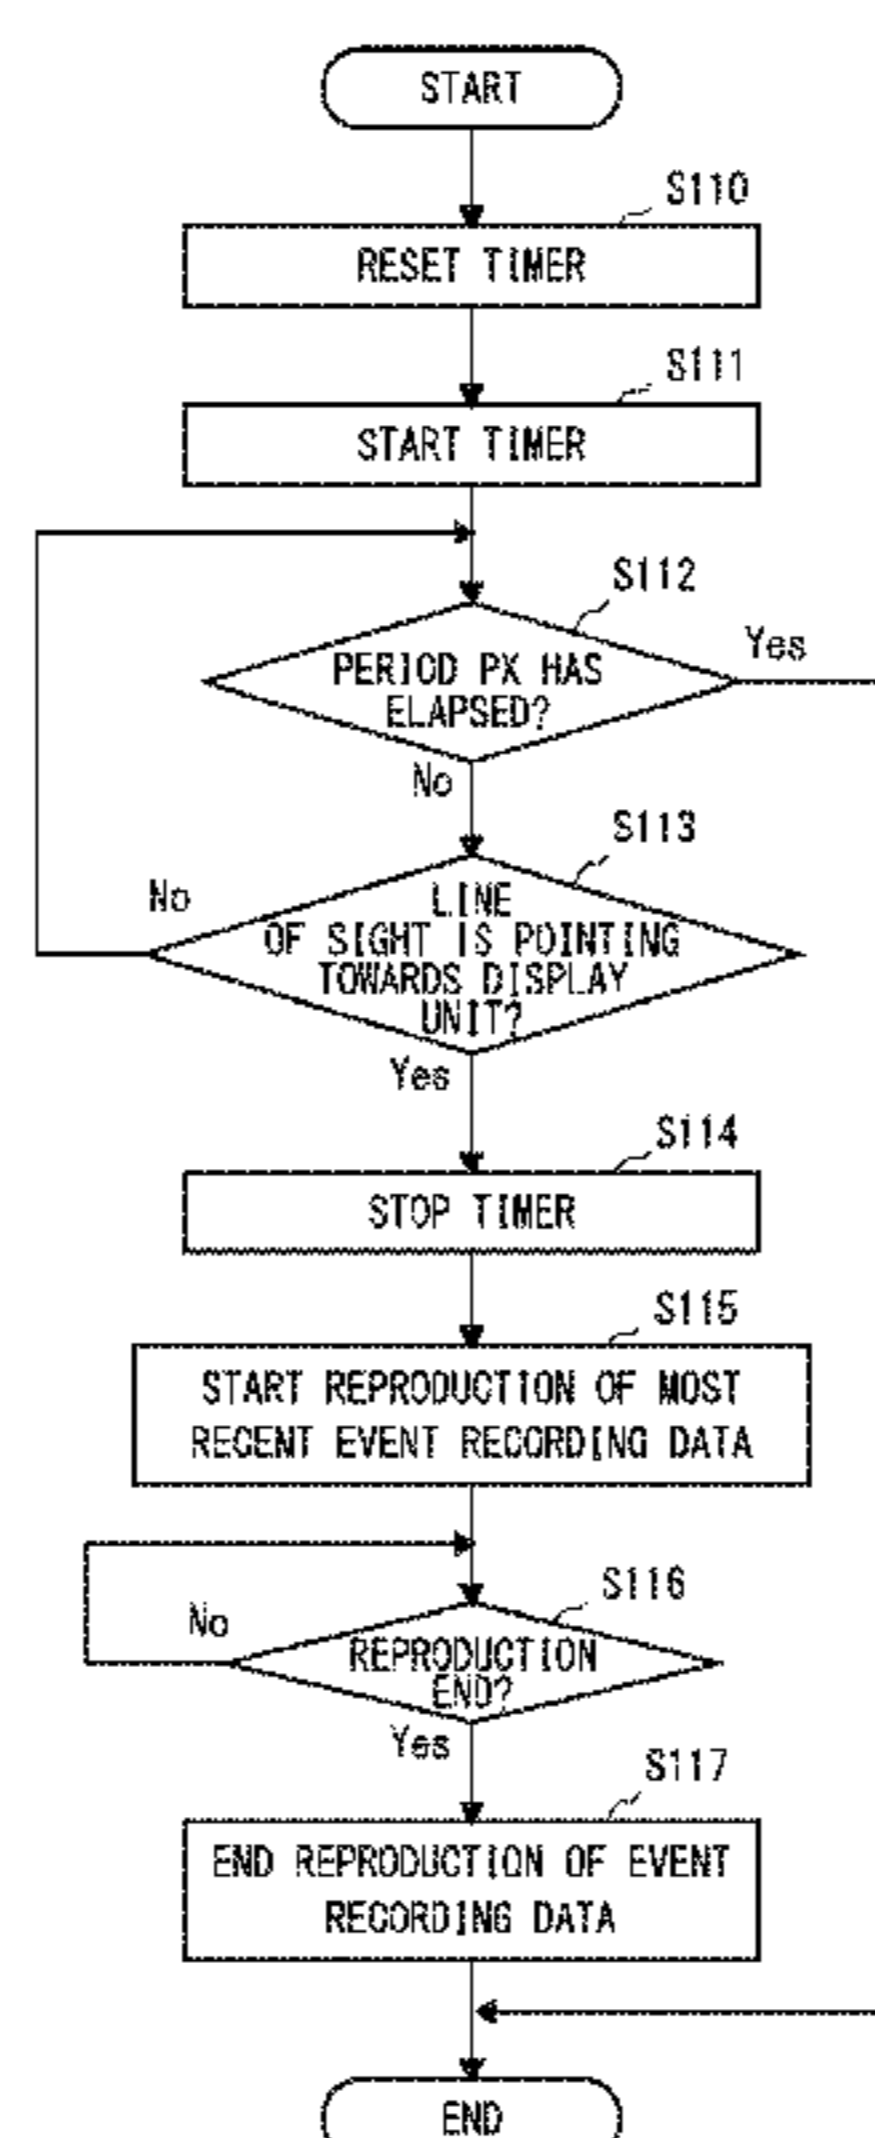 START
S110
RESET TIMER
S111
START TIMER
S112
PERIOD PX HAS
ELAPSED?
Yes
No
S113
LINE
OF SIGHT IS POINTING
TOWARDS DISPLAY
UNIT?
No
Yes
S114
STOP TIMER
S115
START REPRODUCTION OF MOST
RECENT EVENT RECORDING DATA
S116
REPRODUCTION
END?
No
Yes
S117
END REPRODUCTION OF EVENT
RECORDING DATA
END